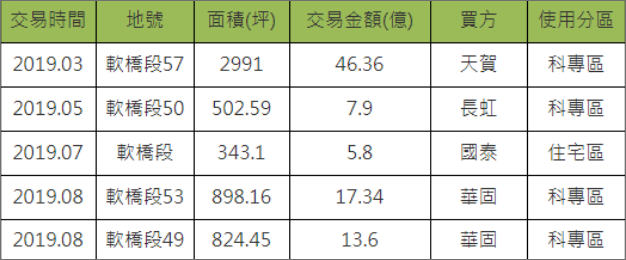 交易時間 地號 面積(坪) 交易金額(億) 買方 使用分區
2019.03 軟橋段57 2991 46.36 天賀 科專區
2019.05 軟橋段50 502.59 7.9 長虹 科專區
2019.07 軟橋段 343.1 5.8 國泰 住宅區
2019.08 軟橋段53 898.16 17.34 華固 科專區
2019.08 軟橋段49 824.45 13.6 華固 科專區